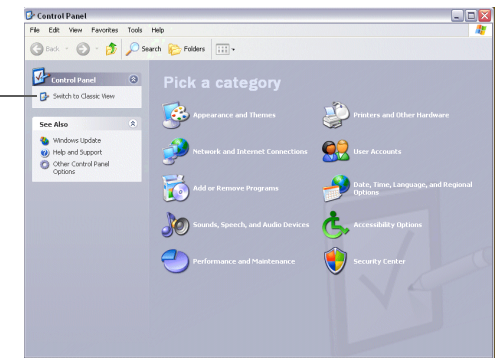 Control Panel
File Edit View Favorites Tools Help
Back Search Folders
Control Panel
Switch to Classic View
See Also
Windows Update
Help and Support
Other Control Panel
Options
Pick a category
Appearance and Themes
Printers and Other Hardware
Network and Internet Connections
User Accounts
Add or Remove Programs
Date, Time, Language, and Regional
Options
Sounds, Speech, and Audio Devices
Accessibility Options
Performance and Maintenance
Security Center